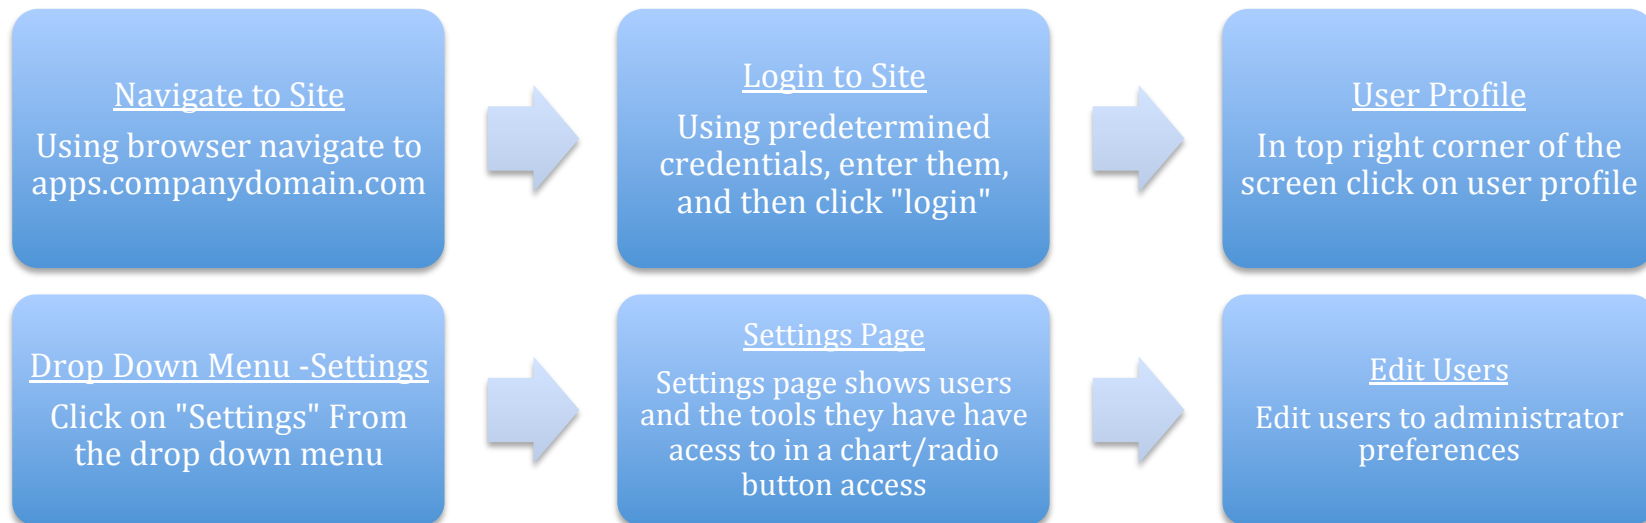 Navigate to Site
Using browser navigate to
apps.companydomain.com
Login to Site
Using predetermined
credentials, enter them,
and then click "login"
User Profile
In top right corner of the
screen click on user profile
Drop Down Menu -Settings
Click on "Settings" From
the drop down menu
Settings Page
Settings page shows users
and the tools they have have
acess to in a chart/radio
button access
Edit Users
Edit users to administrator
preferences